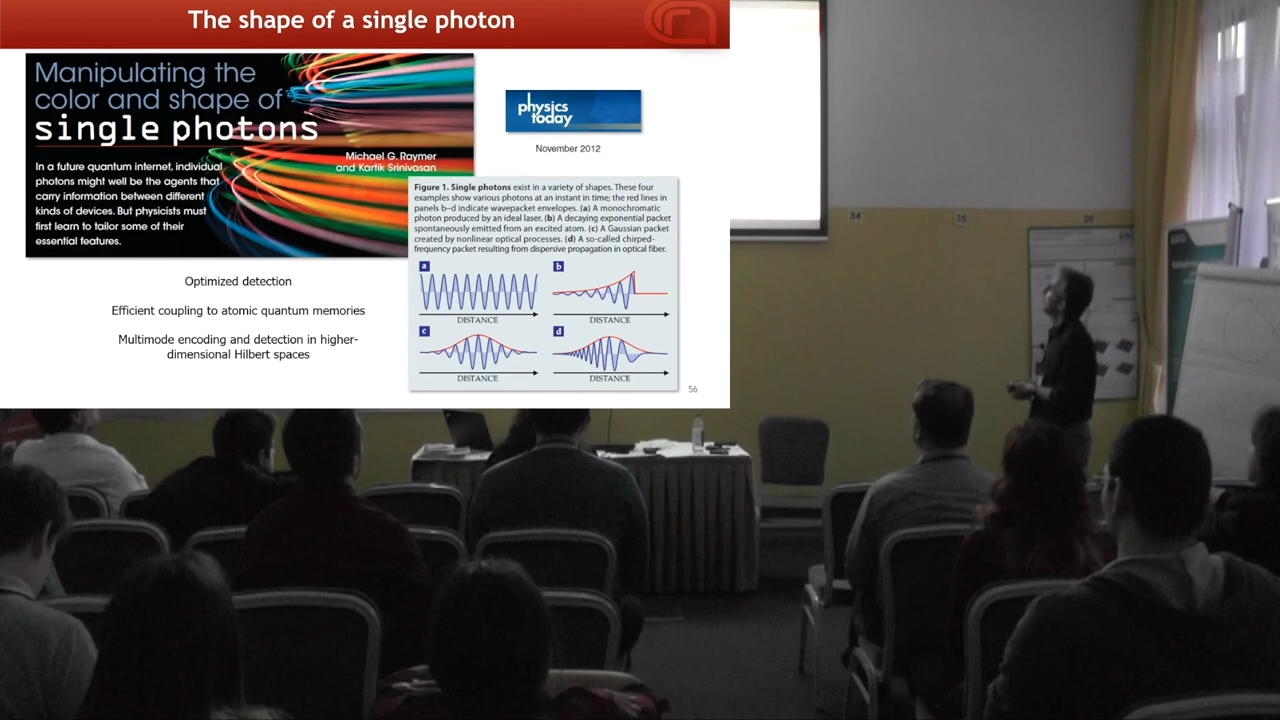 The shape of a single photon
Manipulating the
color and shape of
single photons
Michael G. Raymer
and Kartik Srinivasan
In a future quantum internet, individual
photons might well be the agents that
carry information between different
kinds of devices. But physicists must
first learn to tailor some of their
essential features.
physics
today
November 2012
Figure 1. Single photons exist in a variety of shapes. These four
examples show various photons at an instant in time; the red lines in
panels b–d indicate wavepacket envelopes. (a) A monochromatic
photon produced by an ideal laser. (b) A decaying exponential packet
spontaneously emitted from an excited atom. (c) A Gaussian packet
created by nonlinear optical processes. (d) A so-called chirped-
frequency packet resulting from dispersive propagation in optical fiber.
a
b
DISTANCE
DISTANCE
c
d
DISTANCE
DISTANCE
Optimized detection
Efficient coupling to atomic quantum memories
Multimode encoding and detection in higher-
dimensional Hilbert spaces
56
34
35
36